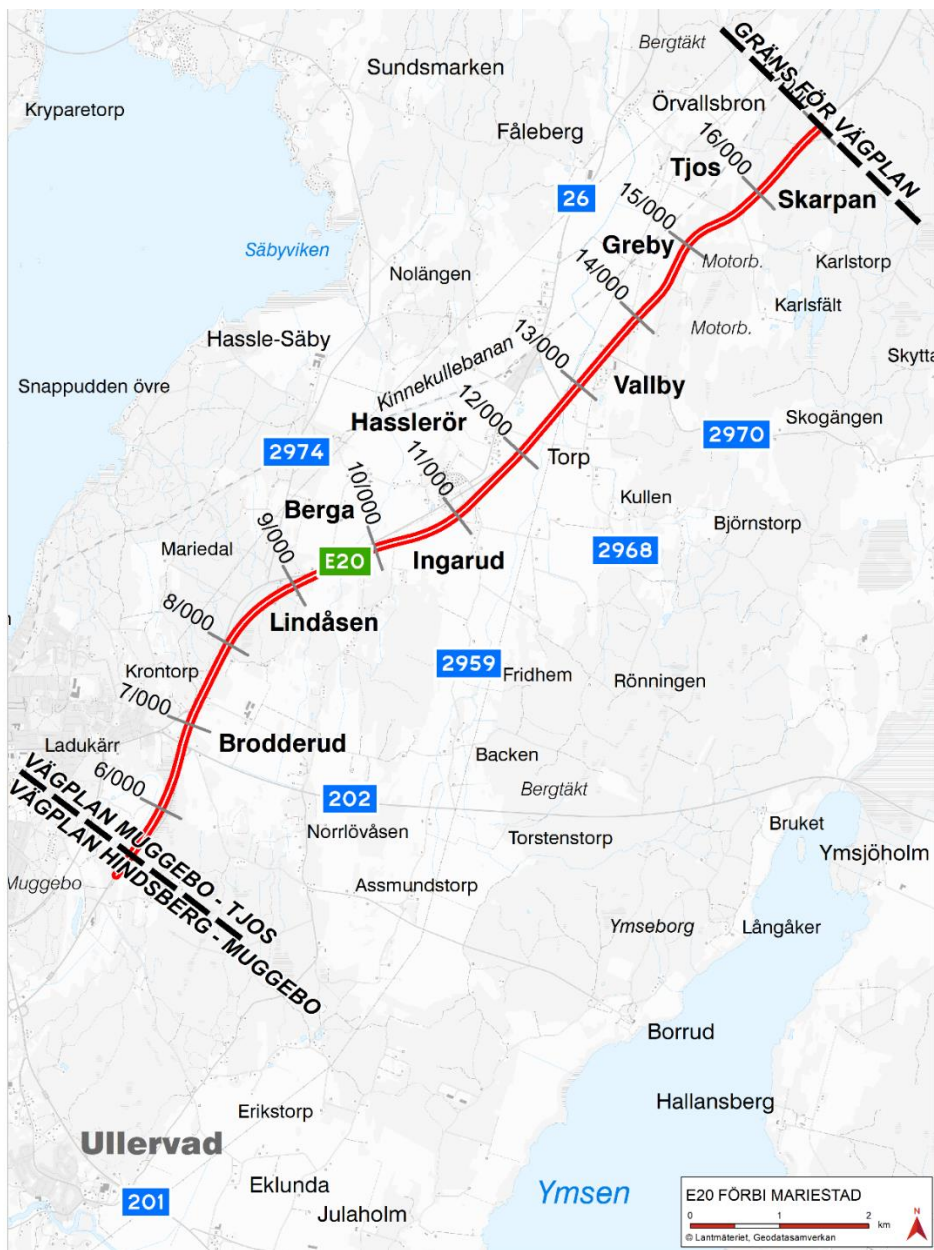 Bergtäkt
GRÄNS FÖR VÄGPLAN
Sundsmarken
Kryparetorp
Örvallsbron
Fåleberg
16/000
Tjos
26
Skarpan
15/000
Greby
Säbyviken
Motorb.
Karlstorp
Nolängen
14/000
Karlsfält
Motorb.
Hassle-Säby
13/000
Skytta
Kinnekullebanan
Snappudden övre
Vallby
Hasslerör
12/000
Skogängen
2970
2974
11/000
Torp
10/000
Kullen
Berga
Björnstorp
9/000
Mariedal
2968
E20
Ingarud
8/000
Lindåsen
2959
Krontorp
Fridhem
Rönningen
7/000
Brodderud
Ladukärr
Backen
6/000
Bergtäkt
202
VÄGPLAN MUGGEBO - TJOS
VÄGPLAN HINDSBERG - MUGGEBO
Norrlövåsen
Torstenstorp
Bruket
Ymsjöholm
Muggebo
Assmundstorp
Ymseborg
Långåker
Borrud
Hallansberg
Erikstorp
Ullervad
Eklunda
Ymsen
201
Julaholm
E20 FÖRBI MARIESTAD
0 1 2
km
N
© Lantmäteriet, Geodatasamverkan